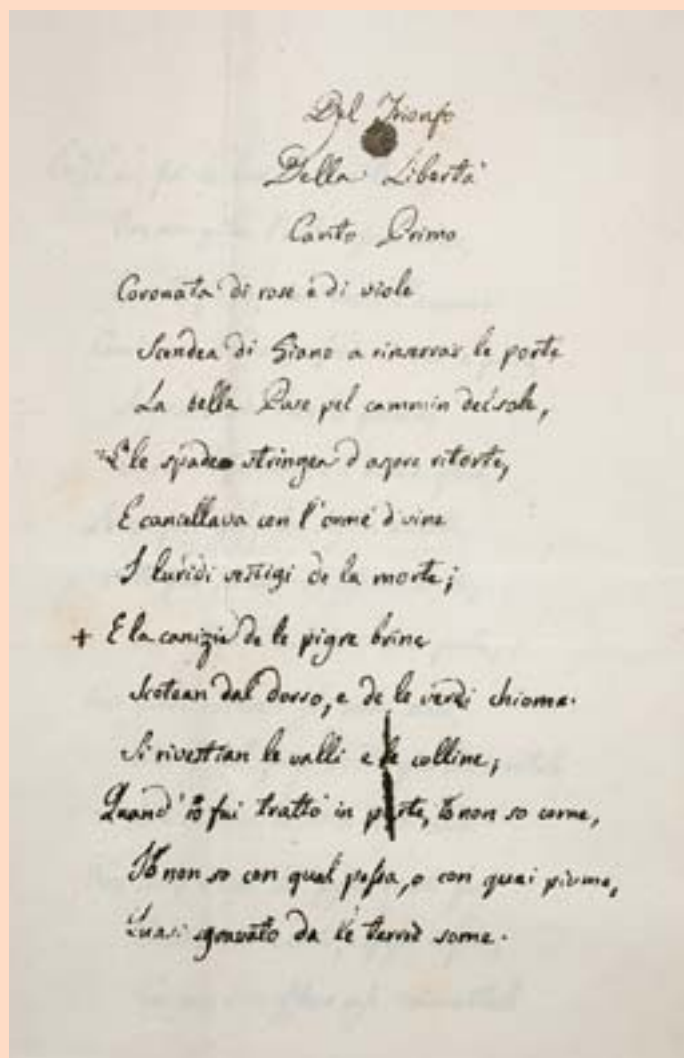 Del Trionfo
Della Libertà
Canto Primo
Coronata di rose e di viole
Scendea di Giano a rinserrar le porte
La bella Pace pel cammin del sole,
E le spade stringea d'aspre ritorte,
E cancellava con l'orme divine
I luridi vestigi de la morte;
+ E la canizie de le pigre brine
Scotean dal dosso, e de le verdi chiome
Si rivestian le valli e le colline;
Quand'io fui tratto in parte, Io non so come,
Io non so con qual possa, o con quai piume,
Quasi sgravato da le terree some.